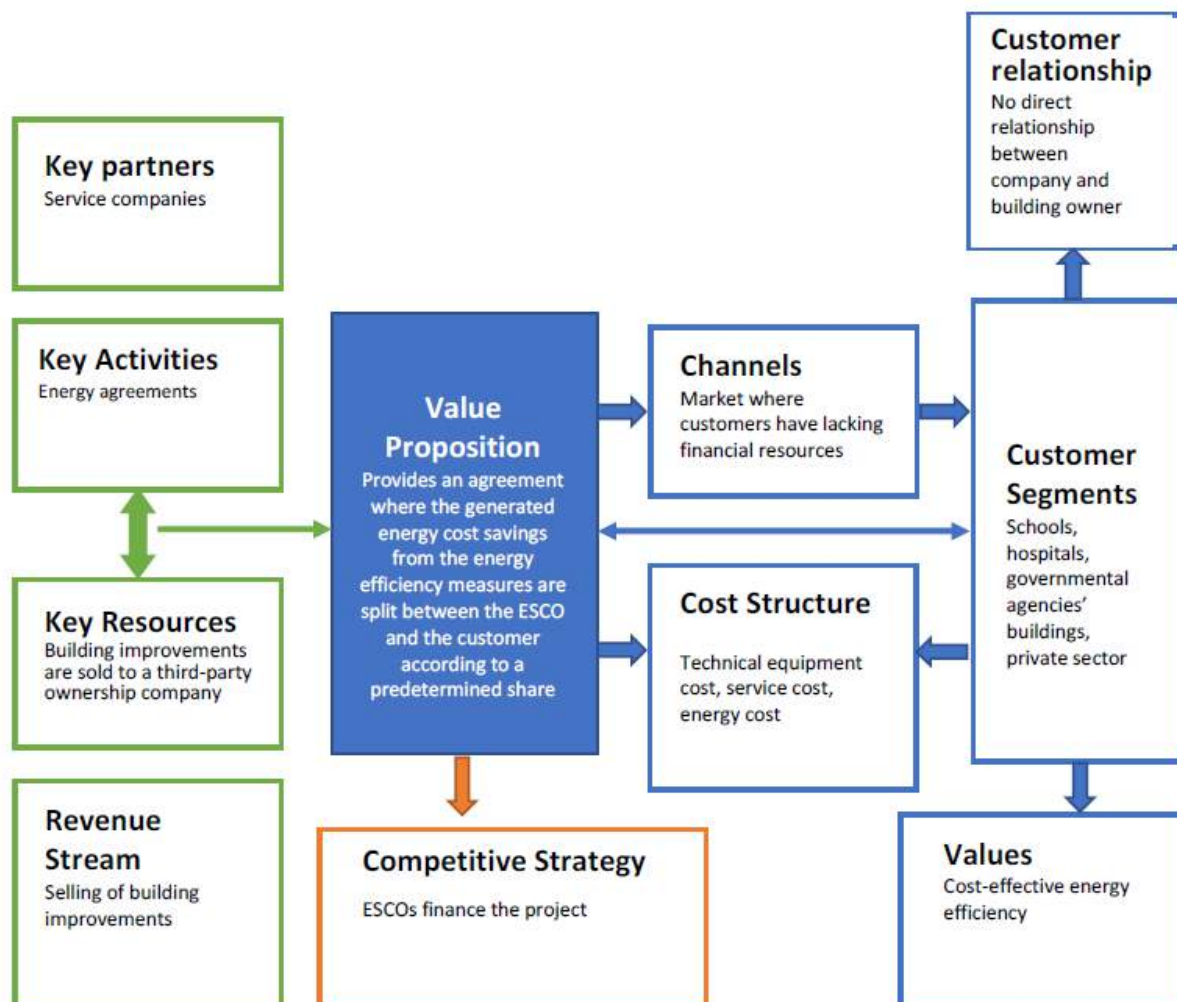 Key partners
Service companies
Key Activities
Energy agreements
Key Resources
Building improvements
are sold to a third-party
ownership company
Revenue
Stream
Selling of building
improvements
Value
Proposition
Provides an agreement
where the generated
energy cost savings
from the energy
efficiency measures are
split between the ESCO
and the customer
according to a
predetermined share
Competitive Strategy
ESCOs finance the project
Channels
Market where
customers have lacking
financial resources
Cost Structure
Technical equipment
cost, service cost,
energy cost
Customer
relationship
No direct
relationship
between
company and
building owner
Customer
Segments
Schools,
hospitals,
governmental
agencies’
buildings,
private sector
Values
Cost-effective energy
efficiency